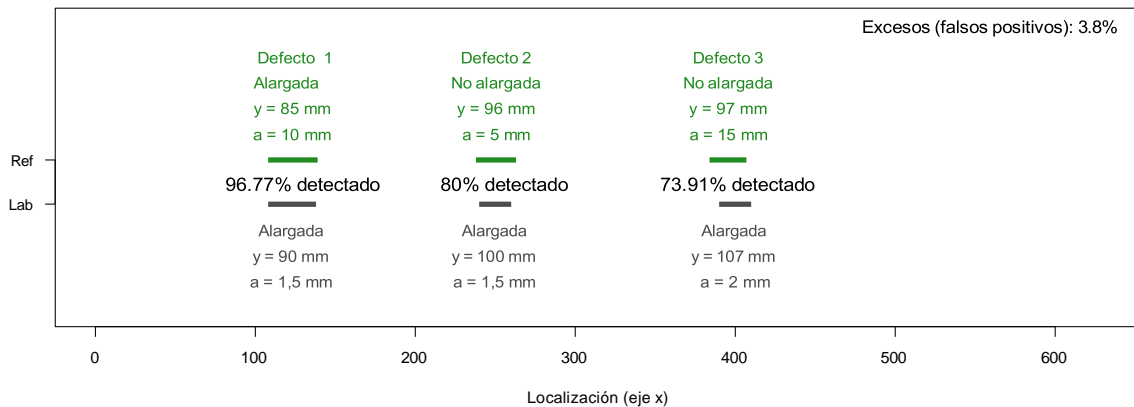 Excesos (falsos positivos): 3.8%
Defecto 1
Alargada
y = 85 mm
a = 10 mm
Defecto 2
No alargada
y = 96 mm
a = 5 mm
Defecto 3
No alargada
y = 97 mm
a = 15 mm
Ref
96.77% detectado
80% detectado
73.91% detectado
Lab
Alargada
y = 90 mm
a = 1,5 mm
Alargada
y = 100 mm
a = 1,5 mm
Alargada
y = 107 mm
a = 2 mm
0
100
200
300
400
500
600
Localización (eje x)